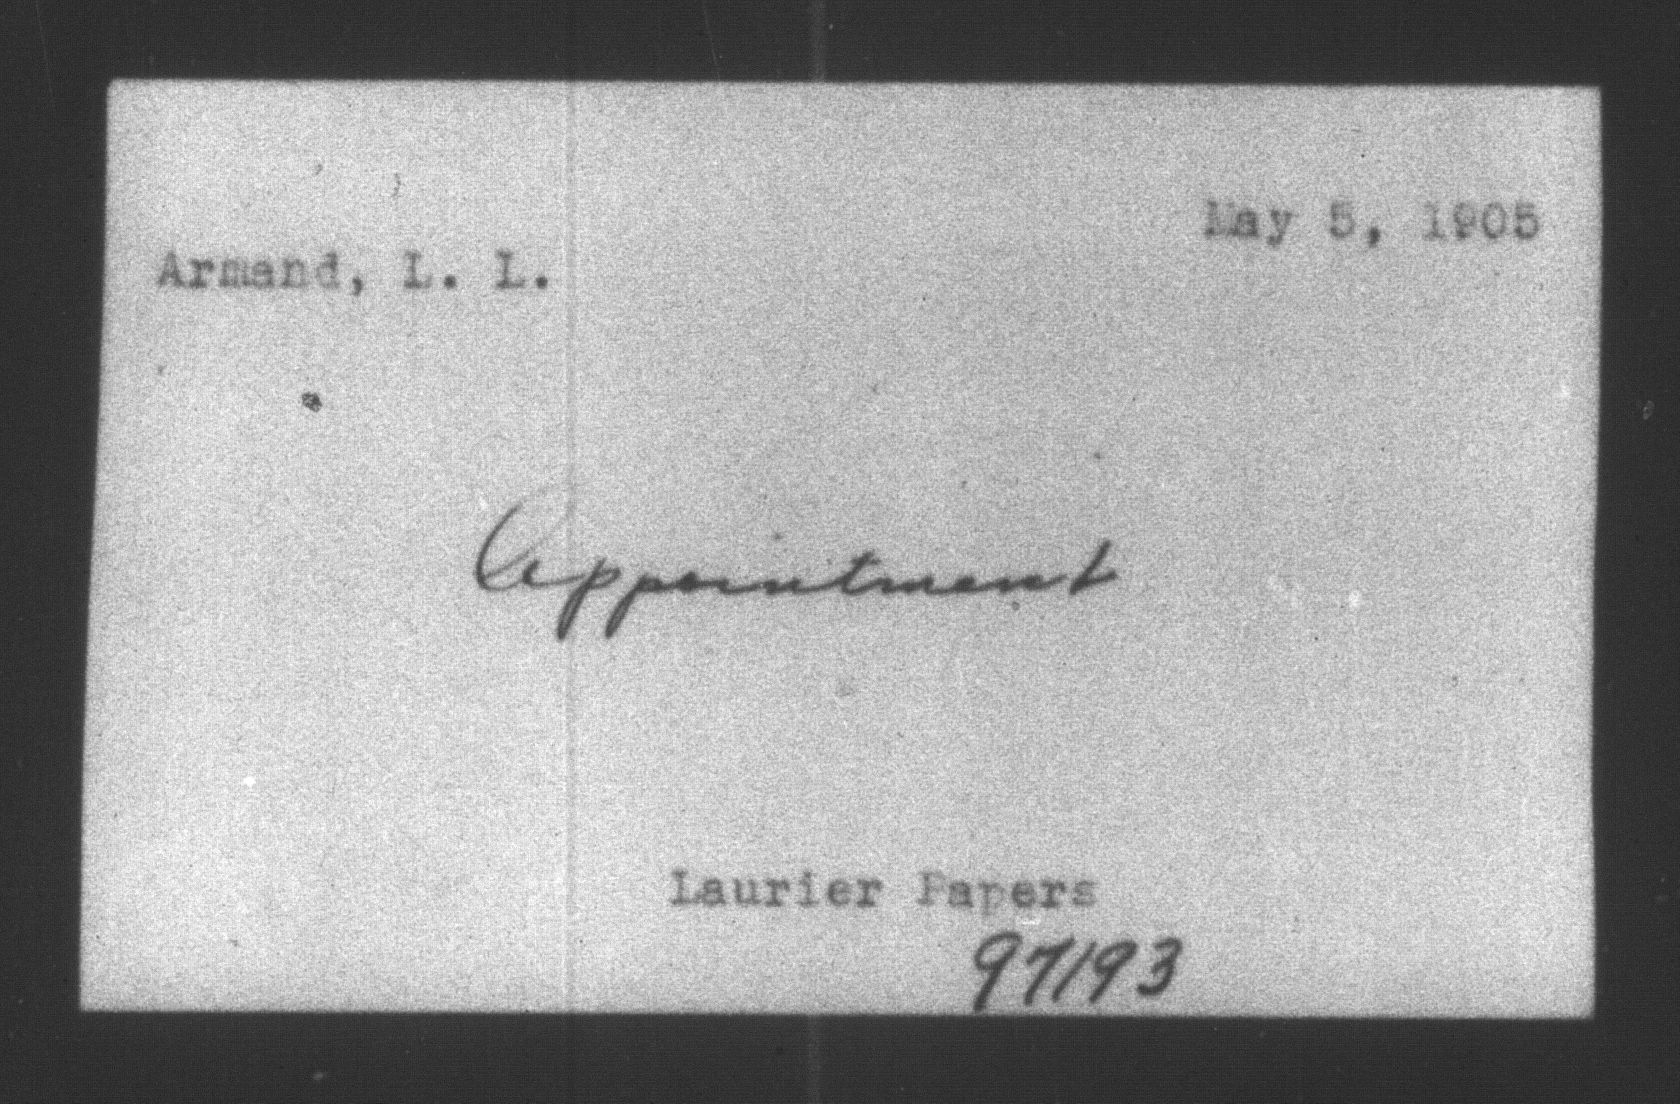 May 5, 1905
Armand, L. L.
Appointment
Laurier Papers
97193